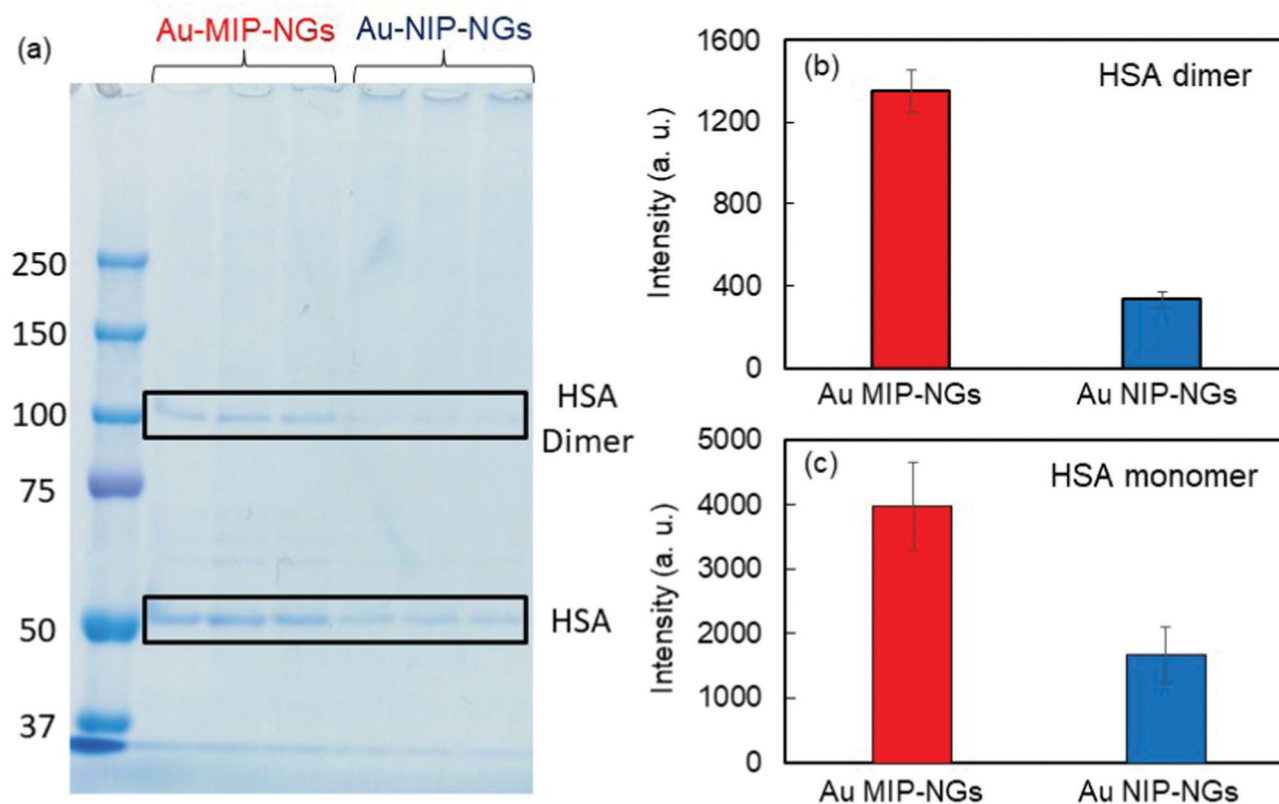 (a)
Au-MIP-NGs Au-NIP-NGs
250
150
100
75
50
37
HSA
Dimer
HSA
(b)
HSA dimer
Intensity (a. u.)
1600
1200
800
400
0
Au MIP-NGs Au NIP-NGs
(c)
HSA monomer
Intensity (a. u.)
5000
4000
3000
2000
1000
0
Au MIP-NGs Au NIP-NGs